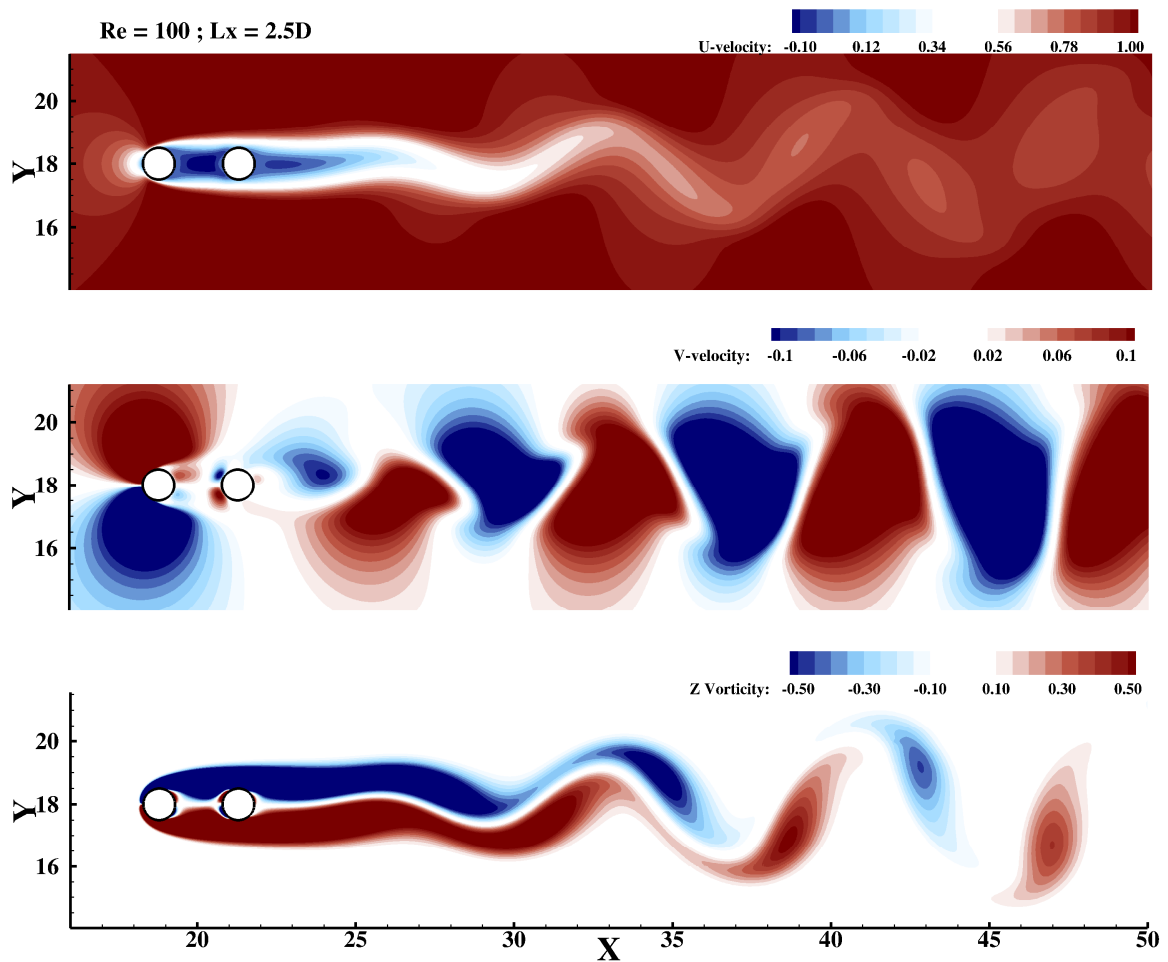 Re = 100 ; Lx = 2.5D
U-velocity: -0.10 0.12 0.34 0.56 0.78 1.00
20
18
16
Y
V-velocity: -0.1 -0.06 -0.02 0.02 0.06 0.1
20
18
16
Y
Z Vorticity: -0.50 -0.30 -0.10 0.10 0.30 0.50
20
18
16
Y
20 25 30 35 40 45 50
X